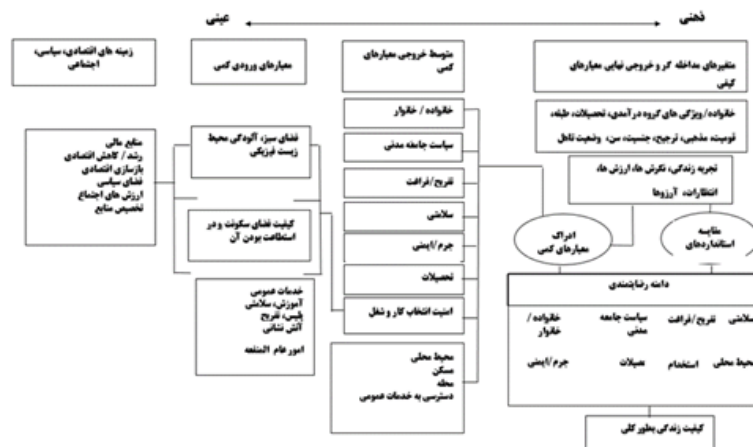 ذهنی
عینی
متغیرهای مداخله گر و خروجی نهایی معیارهای
کیفی
متوسط خروجی معیارهای
کمی
معیارهای ورودی کمی
زمینه های اقتصادی، سیاسی،
اجتماعی
خانواده/ویژگی های گروه درآمدی، تحصیلات، طبقه،
قومیت، مذهبی، ترجیح، جنسیت، سن، وضعیت تاهل
تجربه زندگی، نگرش ها، ارزش ها،
انتظارات، آرزوها
مقایسه
استانداردهای
ادراک
معیارهای کمی
دامنه رضایتمندی
سلامتی
تفریح/فراغت
سیاست جامعه
مدنی
خانواده/
خانوار
محیط محلی
استخدام
تصیلات
جرم/ایمنی
کیفیت زندگی بطور کلی
خانواده / خانوار
سیاست جامعه مدنی
تفریح/فراغت
سلامتی
جرم/ایمنی
تحصیلات
امنیت انتخاب کار و شغل
محیط محلی
مسکن
محله
دسترسی به خدمات عمومی
فضای سبز، آلودگی محیط
زیست فیزیکی
کیفیت فضای سکونت و در
استطاعت بودن آن
خدمات عمومی
آموزش، سلامتی
پلیس، تفریح
آتش نشانی
امور عام المنفعه
منابع مالی
رشد / کاهش اقتصادی
بازسازی اقتصادی
فضای سیاسی
ارزش های اجتماع
تخصیص منابع